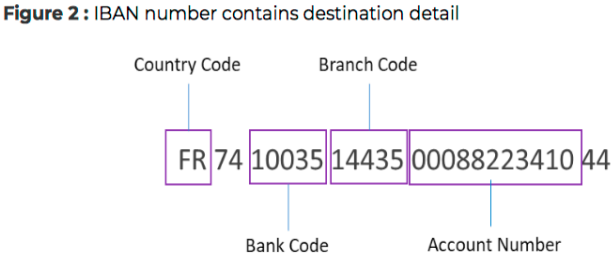 Figure 2 : IBAN number contains destination detail
Country Code Branch Code
FR 74 10035 14435 00088223410 44
Bank Code Account Number